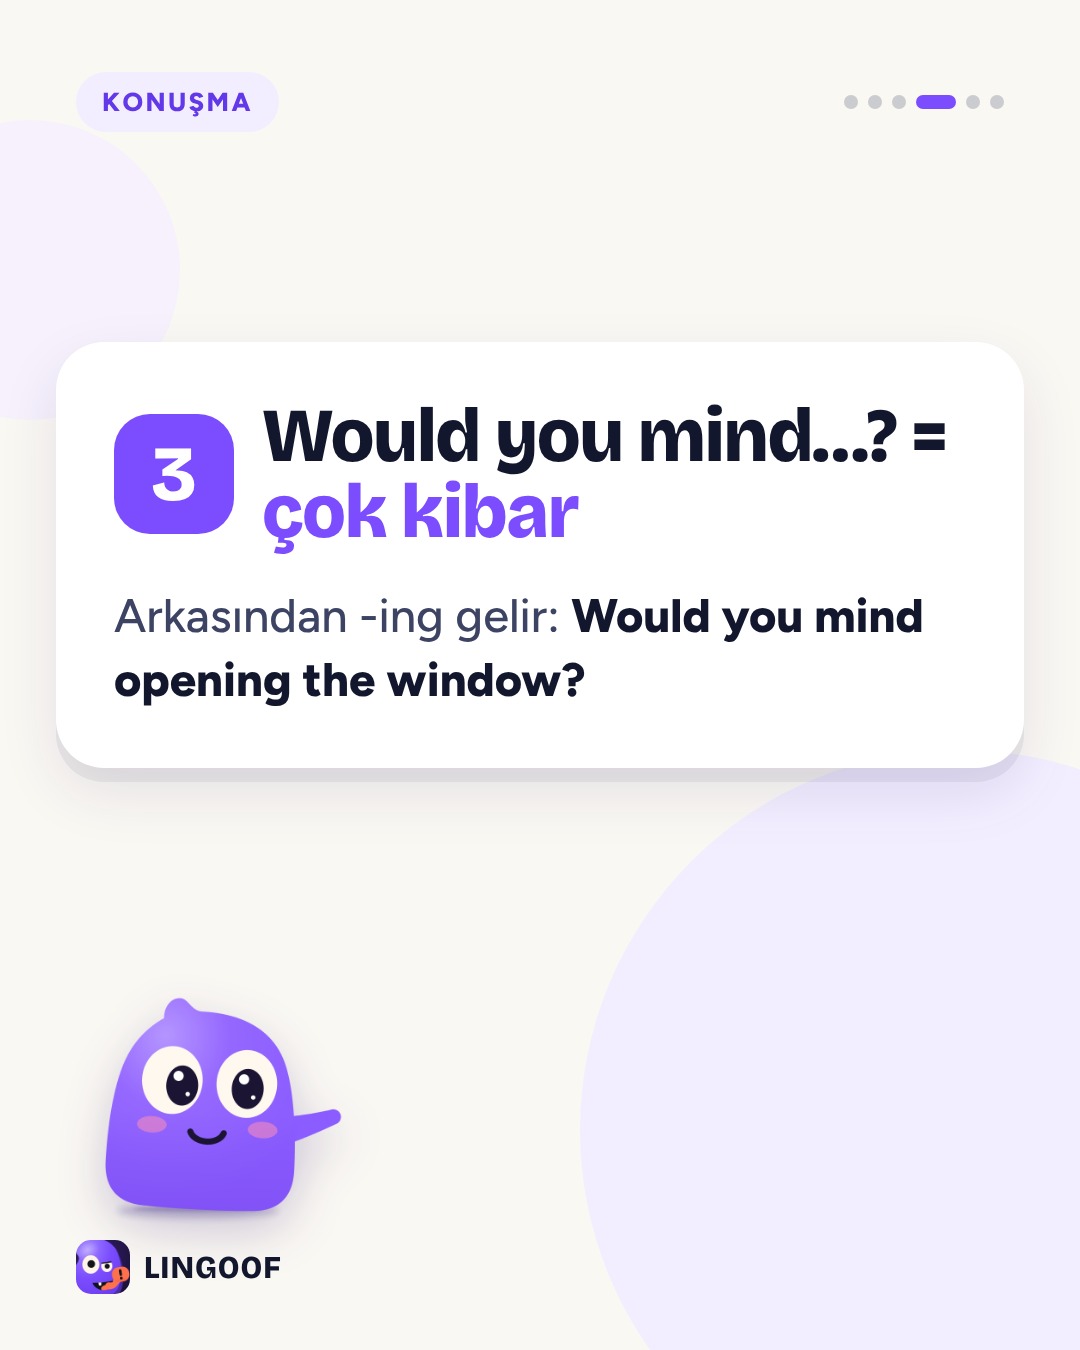 KONUŞMA
3
Would you mind...? =
çok kibar
Arkasından -ing gelir: Would you mind
opening the window?
LINGOOF